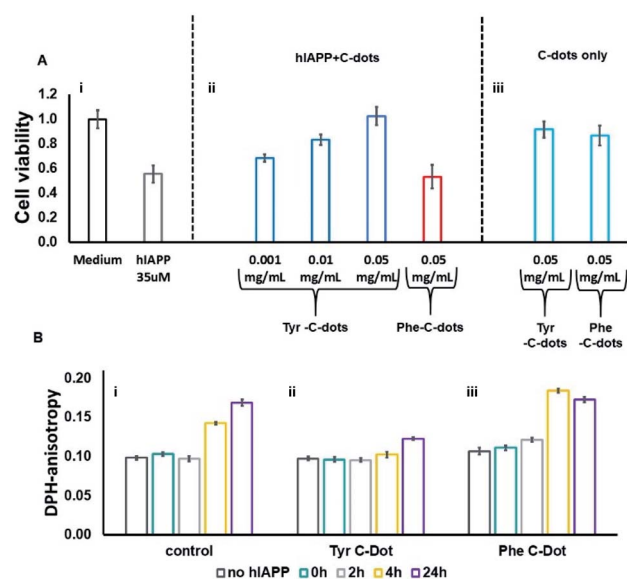 hIAPP+C-dots
C-dots only
A
i
ii
iii
Cell viability
1.2
1.0
0.8
0.6
0.4
0.2
0.0
Medium hIAPP 0.001 0.01 0.05 0.05 0.05 0.05
35uM mg/mL mg/mL mg/mL mg/mL mg/mL mg/mL
Tyr -C-dots Phe-C-dots Tyr Phe
-C-dots -C-dots
B
i
ii
iii
DPH-anisotropy
0.20
0.15
0.10
0.05
0.00
control Tyr C-Dot Phe C-Dot
no hIAPP 0h 2h 4h 24h